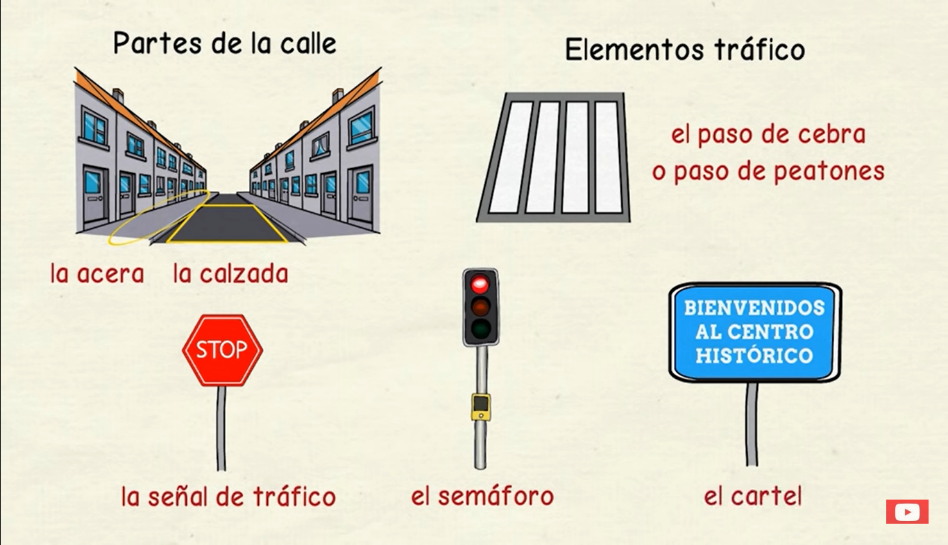 Partes de la calle
Elementos tráfico
el paso de cebra
o paso de peatones
la acera
la calzada
STOP
BIENVENIDOS
AL CENTRO
HISTÓRICO
la señal de tráfico
el semáforo
el cartel